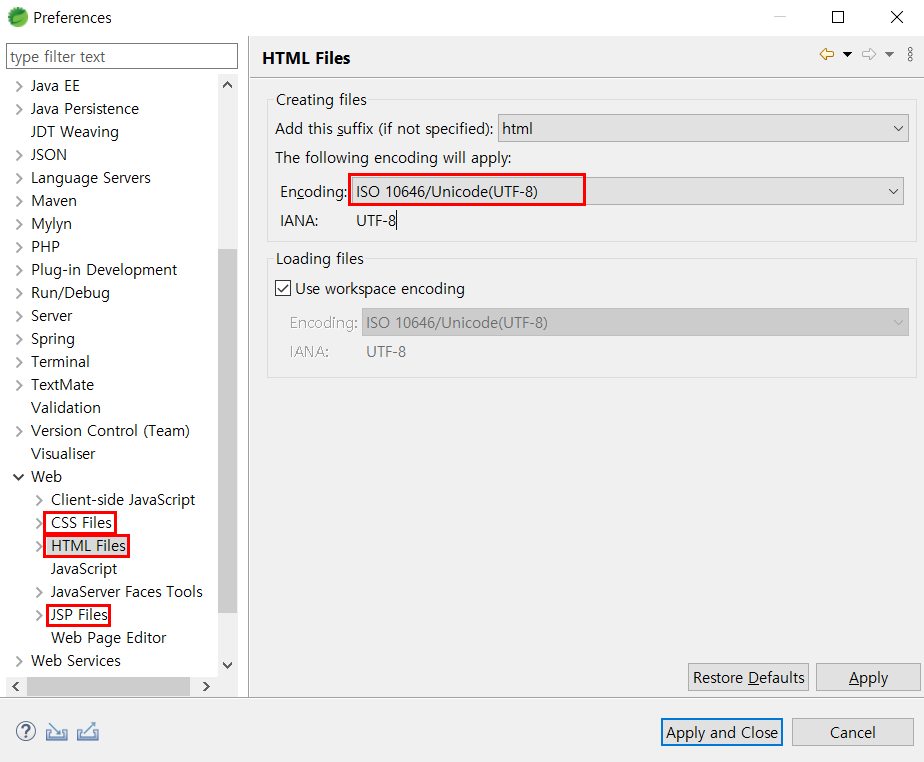 Preferences
type filter text
Java EE
Java Persistence
JDT Weaving
JSON
Language Servers
Maven
Mylyn
PHP
Plug-in Development
Run/Debug
Server
Spring
Terminal
TextMate
Validation
Version Control (Team)
Visualiser
Web
Client-side JavaScript
CSS Files
HTML Files
JavaScript
JavaServer Faces Tools
JSP Files
Web Page Editor
Web Services
HTML Files
Creating files
Add this suffix (if not specified): html
The following encoding will apply:
Encoding: ISO 10646/Unicode(UTF-8)
IANA: UTF-8
Loading files
Use workspace encoding
Encoding: ISO 10646/Unicode(UTF-8)
IANA: UTF-8
Restore Defaults Apply
? Apply and Close Cancel